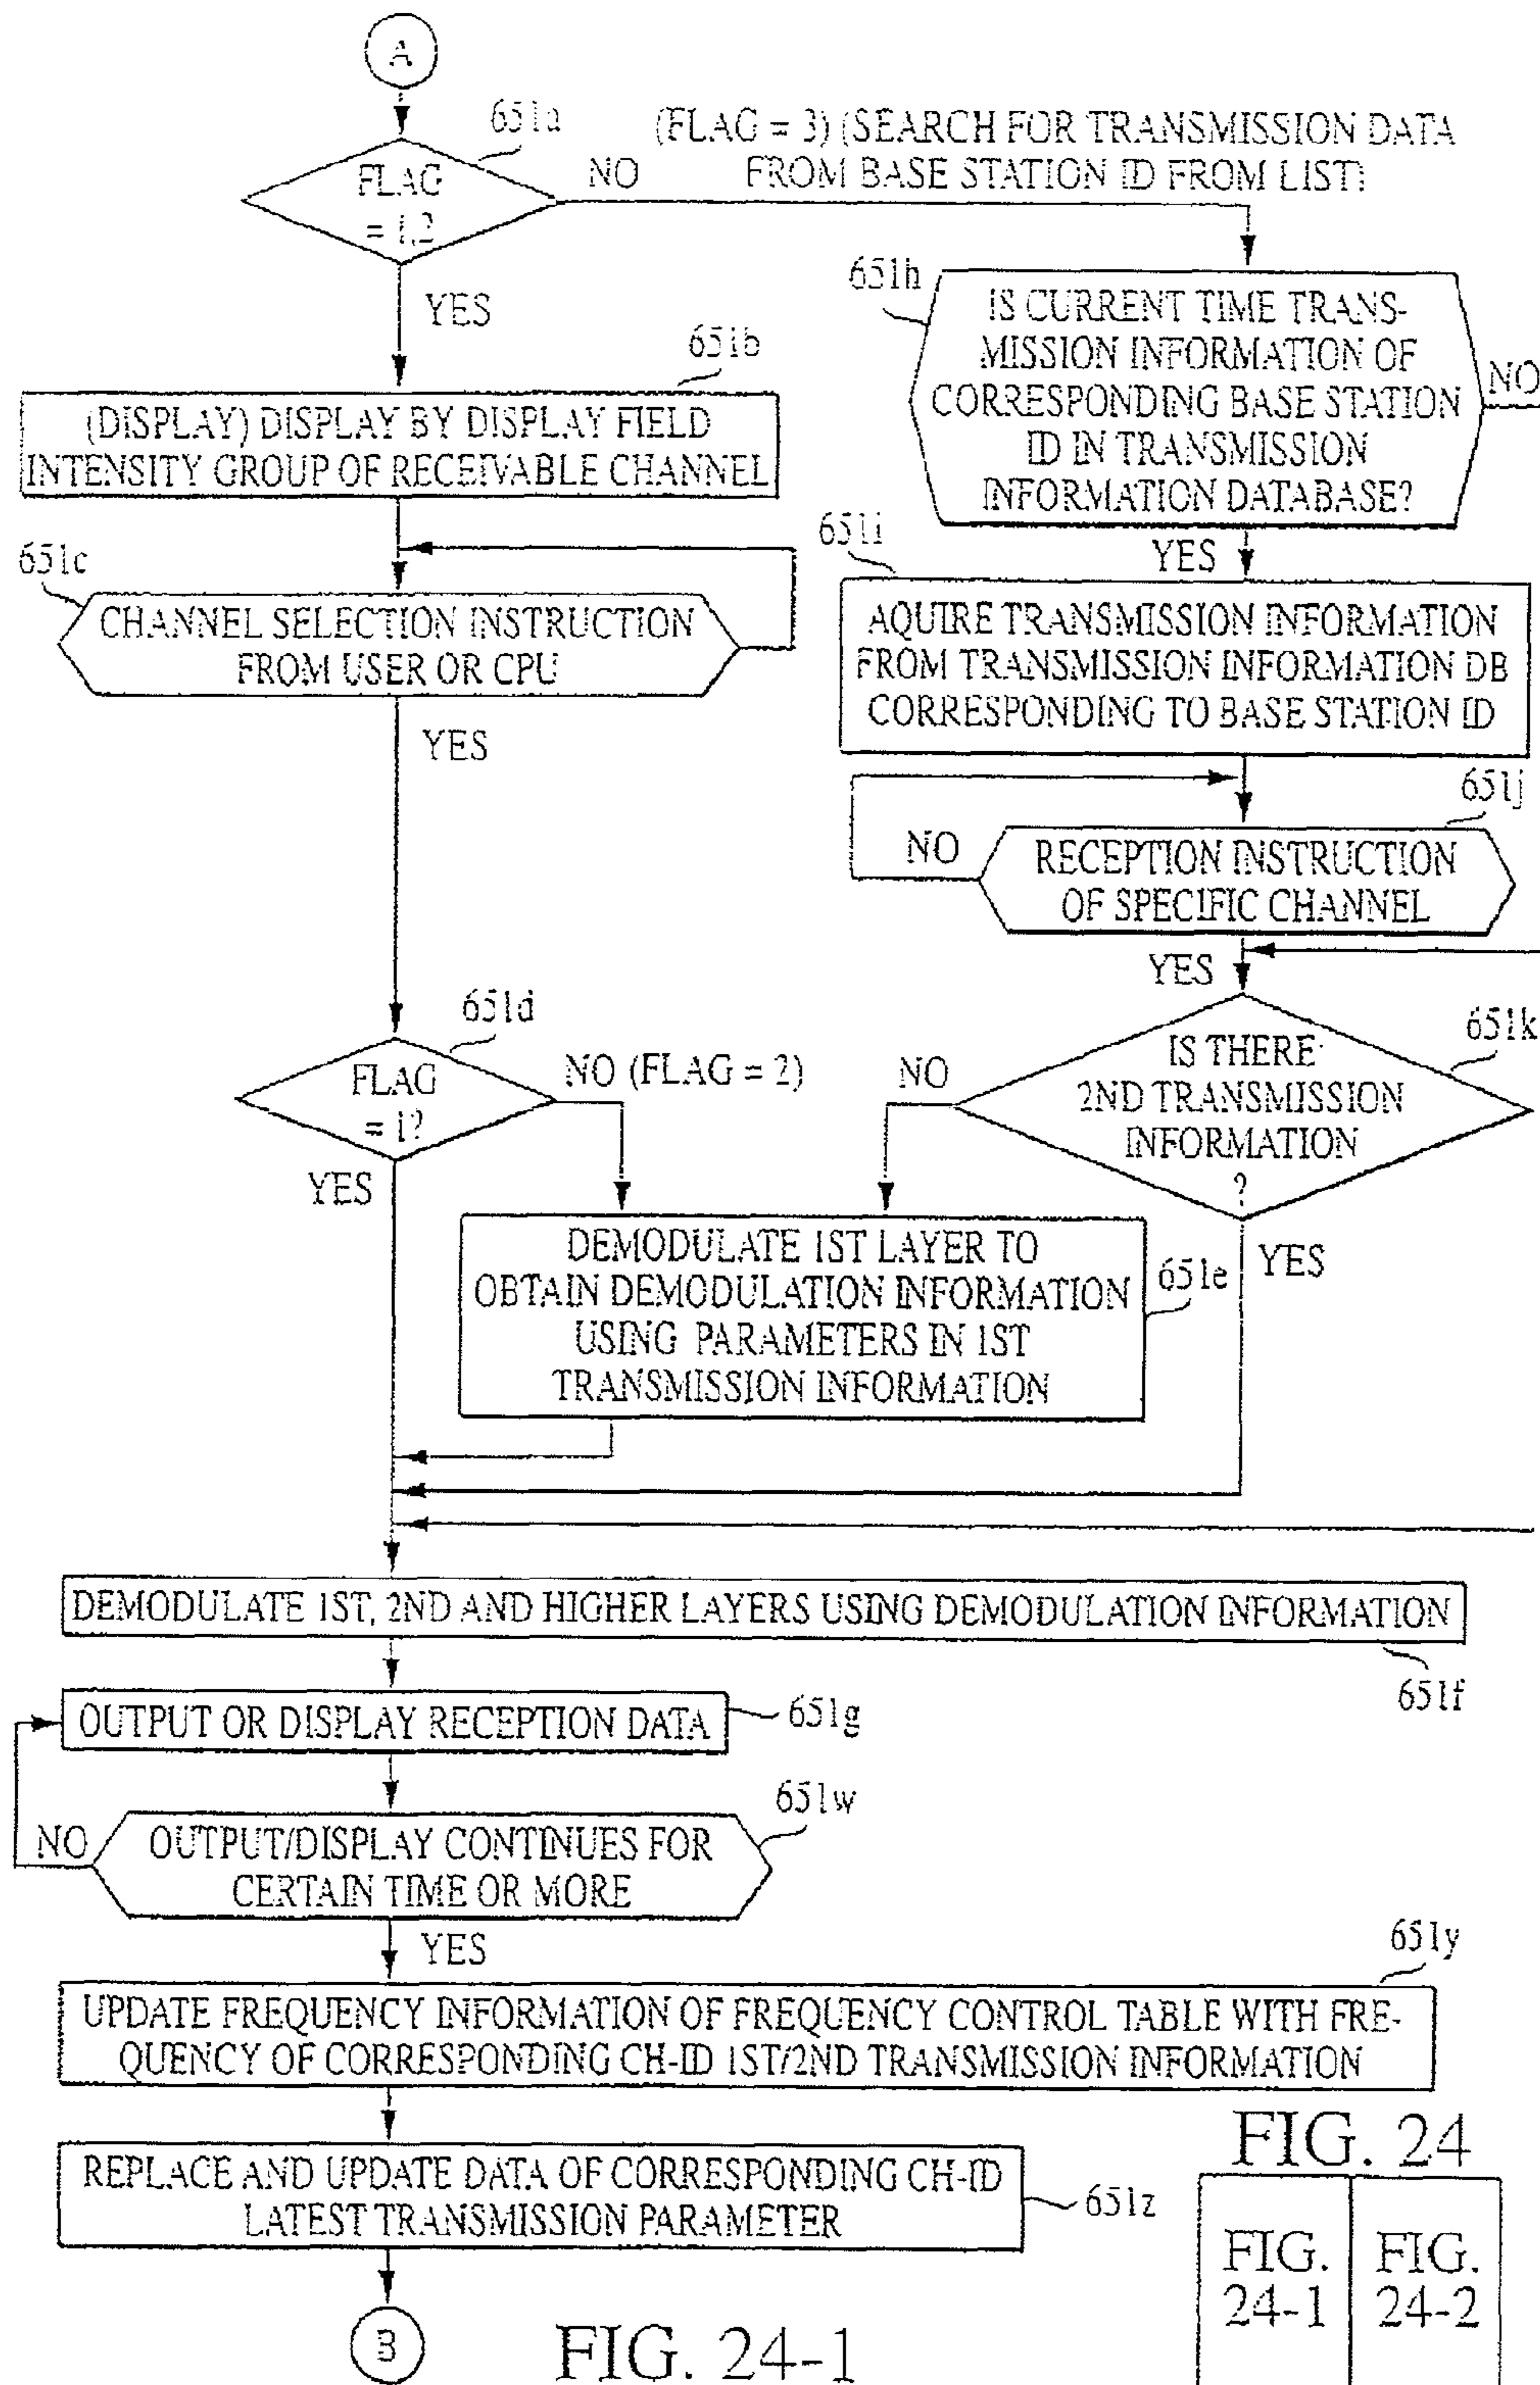 A
651a
(FLAG = 3) (SEARCH FOR TRANSMISSION DATA
FROM BASE STATION ID FROM LIST)
FLAG
= 1,2
NO
YES
651h
IS CURRENT TIME TRANS-
MISSION INFORMATION OF
CORRESPONDING BASE STATION
ID IN TRANSMISSION
INFORMATION DATABASE?
NO
YES
651b
(DISPLAY) DISPLAY BY DISPLAY FIELD
INTENSITY GROUP OF RECEIVABLE CHANNEL
651c
CHANNEL SELECTION INSTRUCTION
FROM USER OR CPU
YES
651i
AQUIRE TRANSMISSION INFORMATION
FROM TRANSMISSION INFORMATION DB
CORRESPONDING TO BASE STATION ID
651j
NO
RECEPTION INSTRUCTION
OF SPECIFIC CHANNEL
YES
651d
FLAG
= 1?
NO (FLAG = 2)
YES
651k
IS THERE
2ND TRANSMISSION
INFORMATION
?
NO
YES
DEMODULATE 1ST LAYER TO
OBTAIN DEMODULATION INFORMATION
USING PARAMETERS IN 1ST
TRANSMISSION INFORMATION
651e
DEMODULATE 1ST, 2ND AND HIGHER LAYERS USING DEMODULATION INFORMATION
651f
OUTPUT OR DISPLAY RECEPTION DATA
651g
651w
NO
OUTPUT/DISPLAY CONTINUES FOR
CERTAIN TIME OR MORE
YES
651y
UPDATE FREQUENCY INFORMATION OF FREQUENCY CONTROL TABLE WITH FRE-
QUENCY OF CORRESPONDING CH-ID 1ST/2ND TRANSMISSION INFORMATION
REPLACE AND UPDATE DATA OF CORRESPONDING CH-ID
LATEST TRANSMISSION PARAMETER
651z
B
FIG. 24-1
FIG. 24
FIG.
24-1
FIG.
24-2